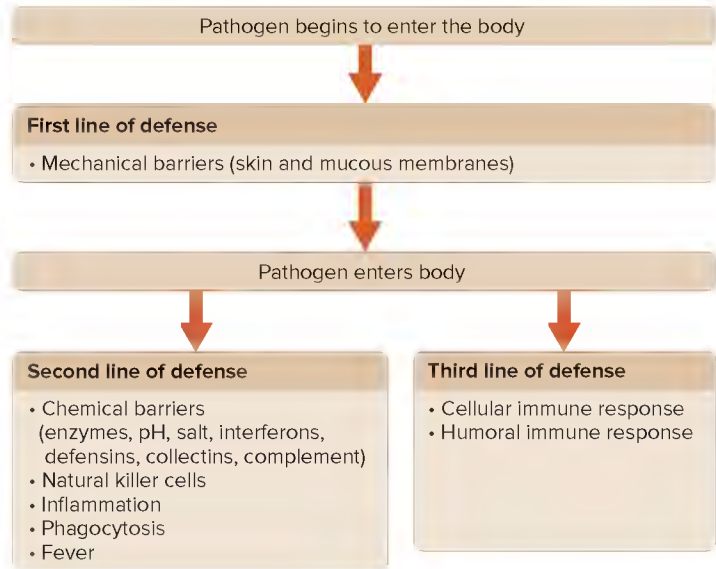 Pathogen begins to enter the body
First line of defense
• Mechanical barriers (skin and mucous membranes)
Pathogen enters body
Second line of defense
• Chemical barriers
(enzymes, pH, salt, interferons,
defensins, collectins, complement)
• Natural killer cells
• Inflammation
• Phagocytosis
• Fever
Third line of defense
• Cellular immune response
• Humoral immune response